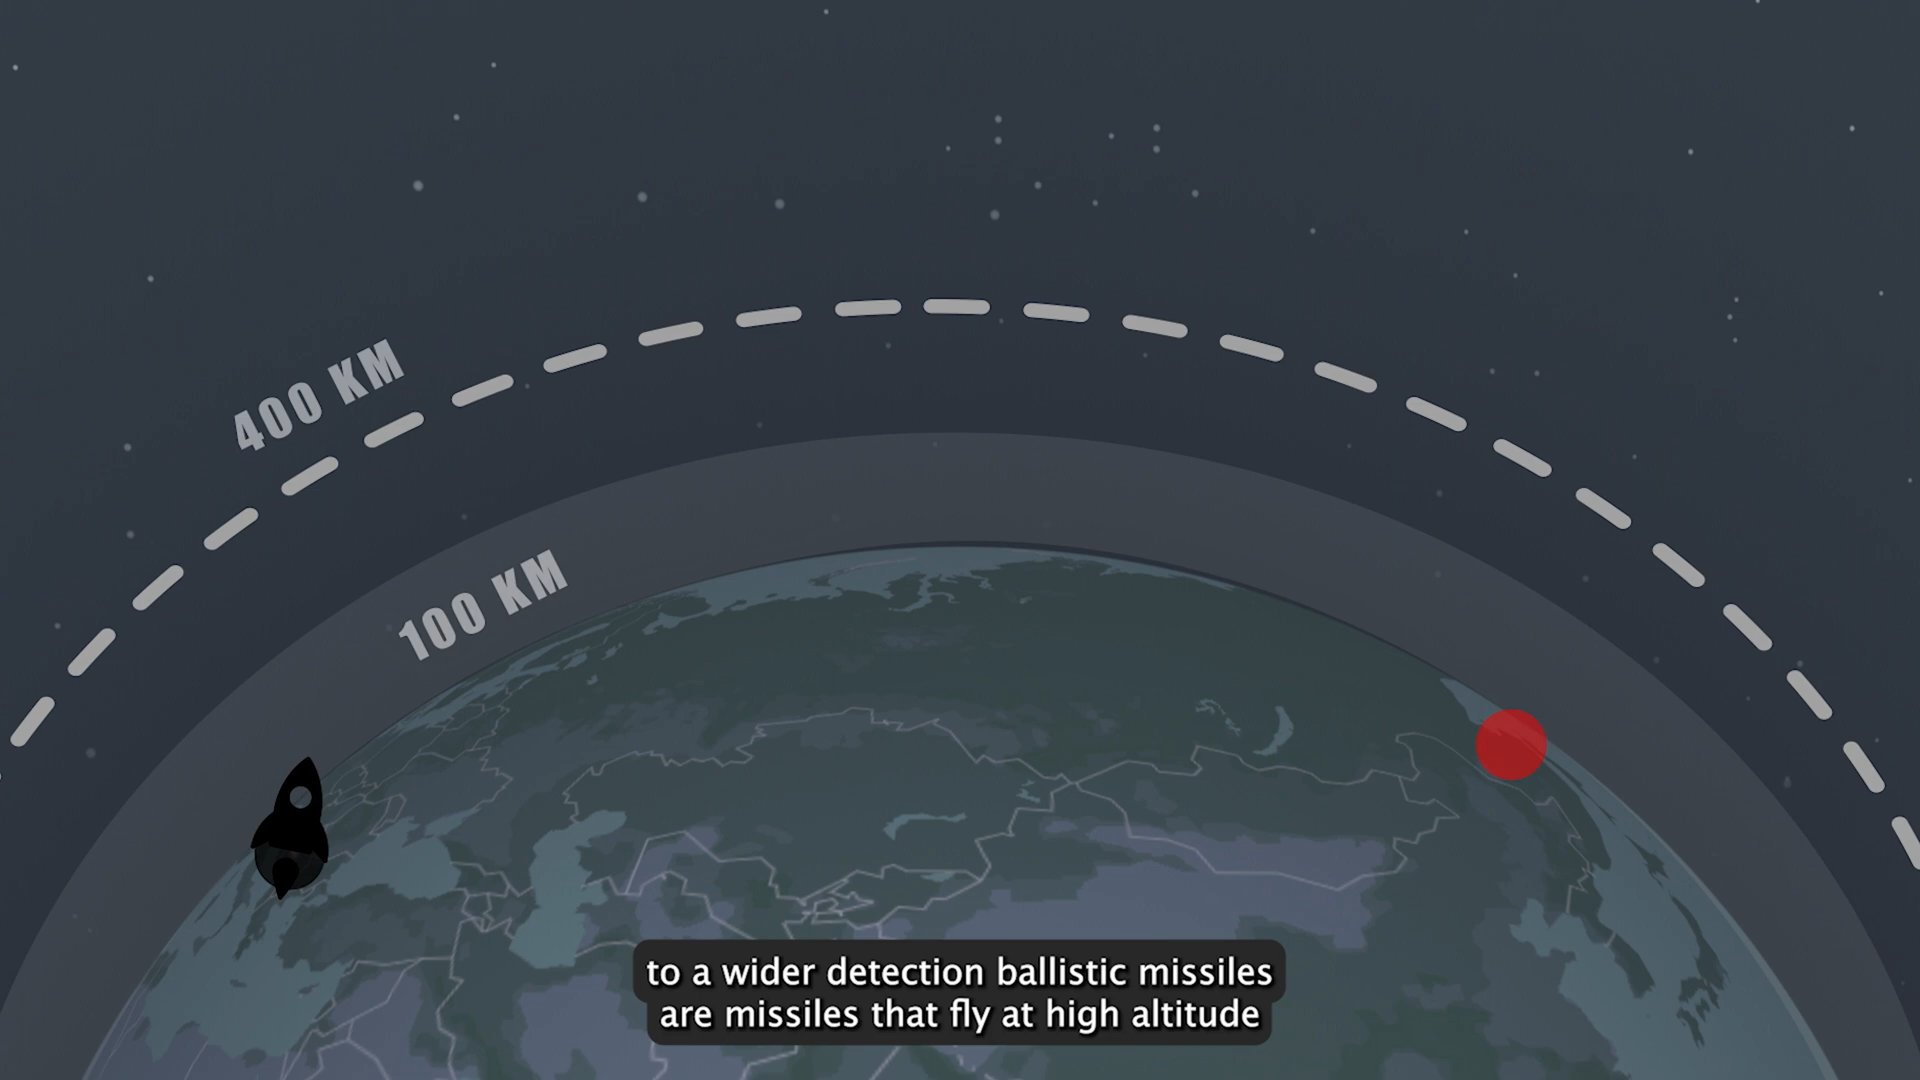 400 KM
100 KM
to a wider detection ballistic missiles
are missiles that fly at high altitude